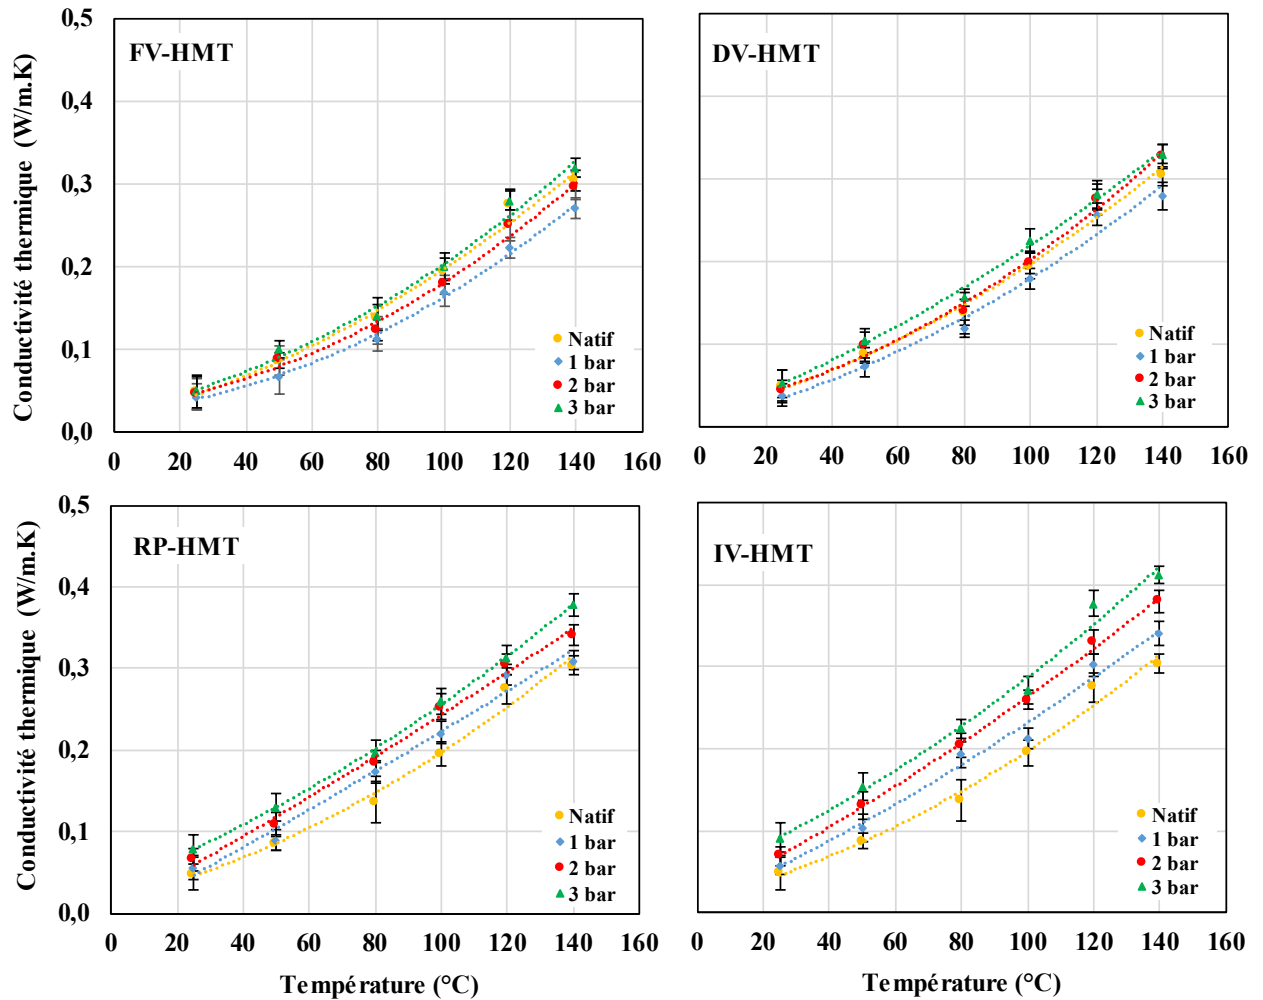 FV-HMT
Conductivité thermique (W/m.K)
0,5
0,4
0,3
0,2
0,1
0,0
0 20 40 60 80 100 120 140 160
Natif
1 bar
2 bar
3 bar
DV-HMT
0 20 40 60 80 100 120 140 160
Natif
1 bar
2 bar
3 bar
RP-HMT
Conductivité thermique (W/m.K)
0,5
0,4
0,3
0,2
0,1
0,0
0 20 40 60 80 100 120 140 160
Température (°C)
Natif
1 bar
2 bar
3 bar
IV-HMT
0 20 40 60 80 100 120 140 160
Température (°C)
Natif
1 bar
2 bar
3 bar